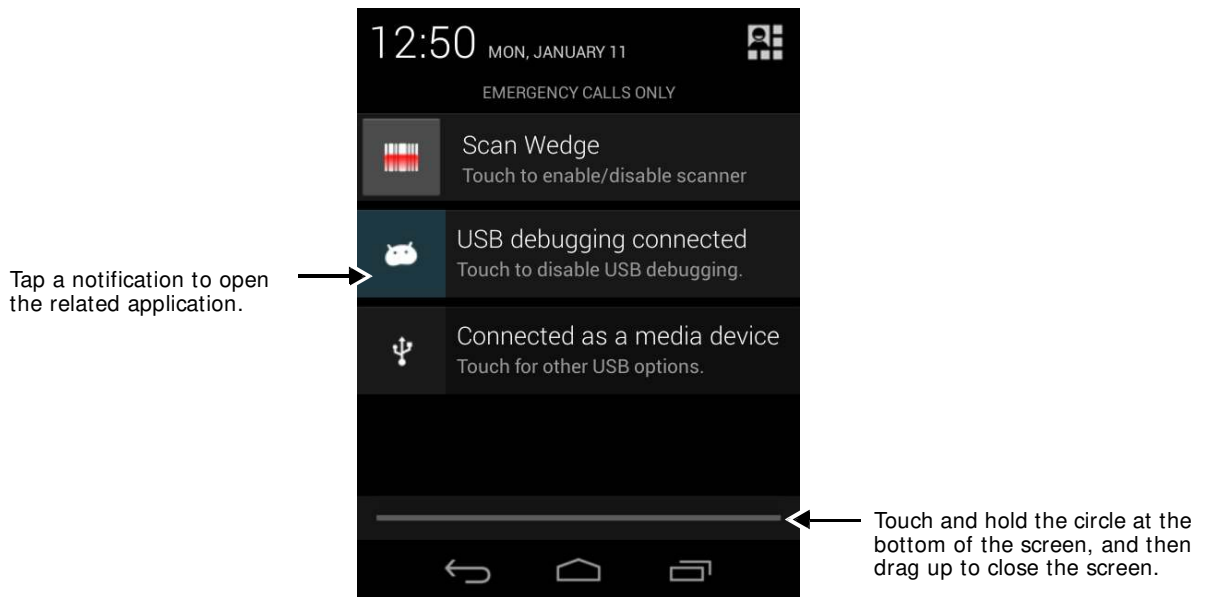 12:50 MON, JANUARY 11
EMERGENCY CALLS ONLY
Scan Wedge
Touch to enable/disable scanner
USB debugging connected
Touch to disable USB debugging.
Tap a notification to open
the related application.
Connected as a media device
Touch for other USB options.
Touch and hold the circle at the
bottom of the screen, and then
drag up to close the screen.